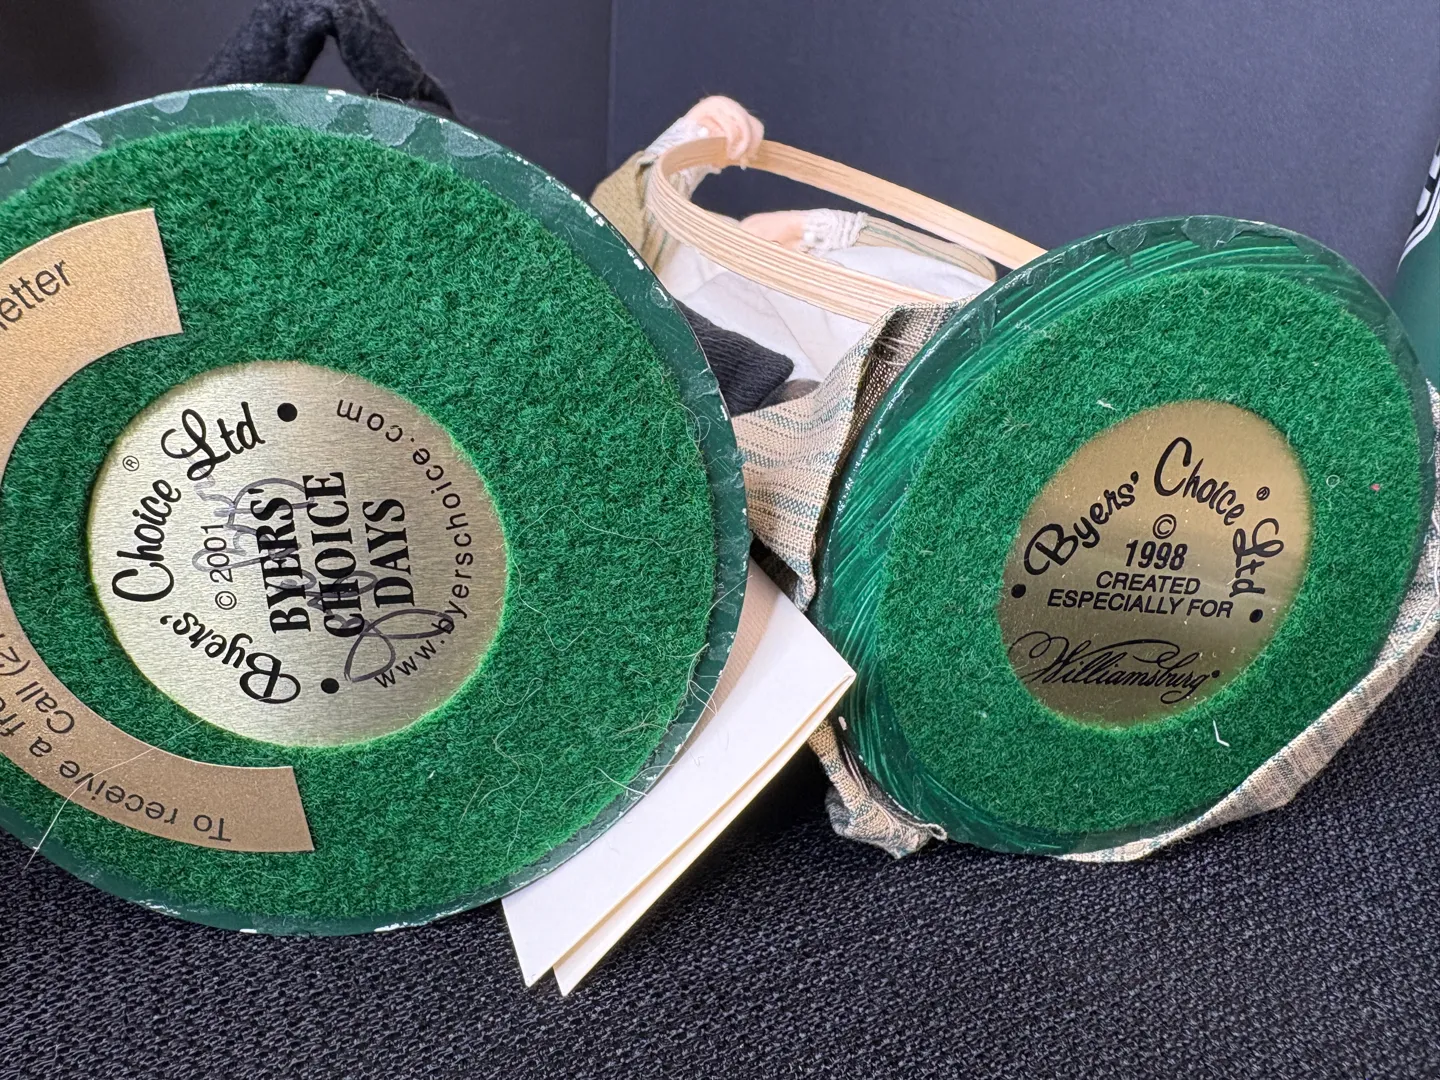 etter
To receive a fr
Call (2
Byers' Choice® Ltd
© 2001
BYERS'
CHOICE
DAYS
www.byerschoice.com
Byers' Choice® Ltd
©
1998
CREATED
ESPECIALLY FOR
Williamsburg®